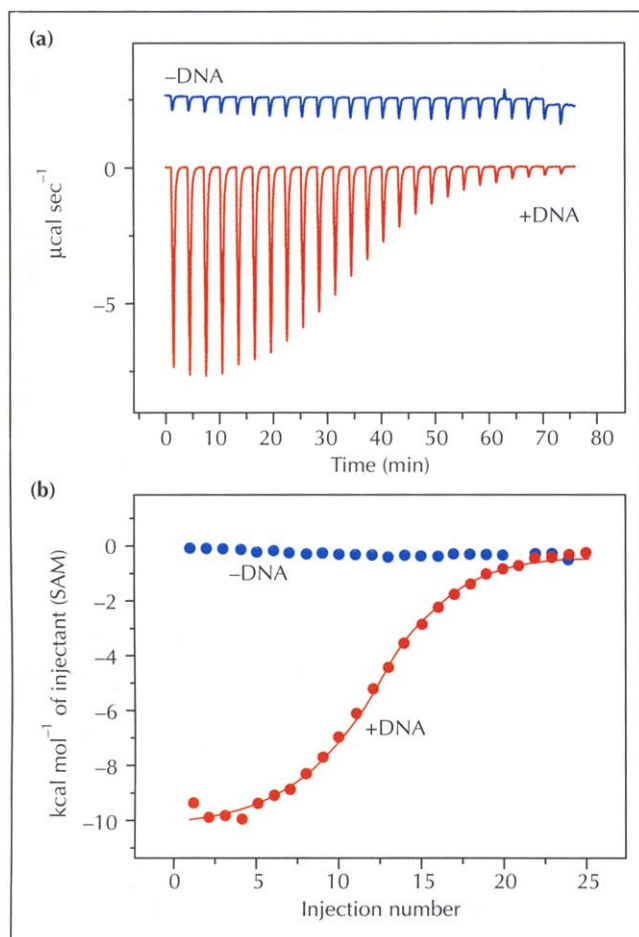 (a)
–DNA
0
+DNA
–5
μcal sec⁻¹
0 10 20 30 40 50 60 70 80
Time (min)
(b)
0
–DNA
–2
–4
–6
+DNA
–8
–10
kcal mol⁻¹ of injectant (SAM)
0 5 10 15 20 25
Injection number